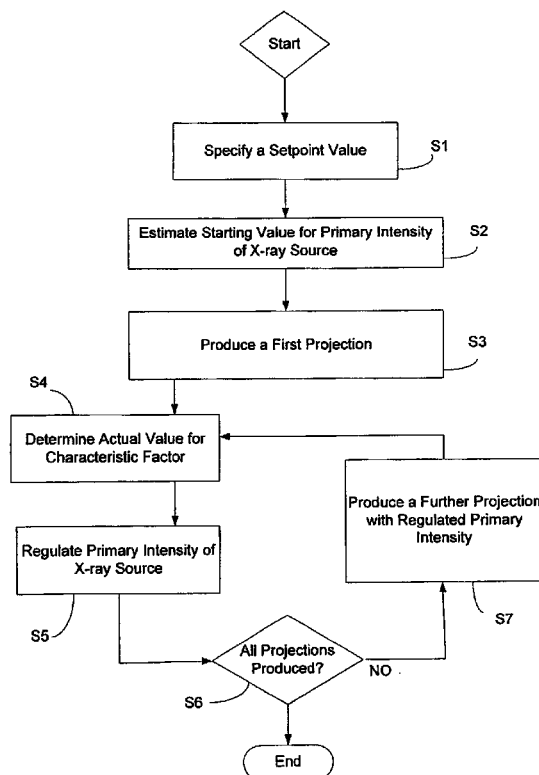 Start
Specify a Setpoint Value
S1
Estimate Starting Value for Primary Intensity
of X-ray Source
S2
Produce a First Projection
S3
S4
Determine Actual Value for
Characteristic Factor
Regulate Primary Intensity of
X-ray Source
S5
Produce a Further Projection
with Regulated Primary
Intensity
S7
All Projections
Produced?
NO
S6
End